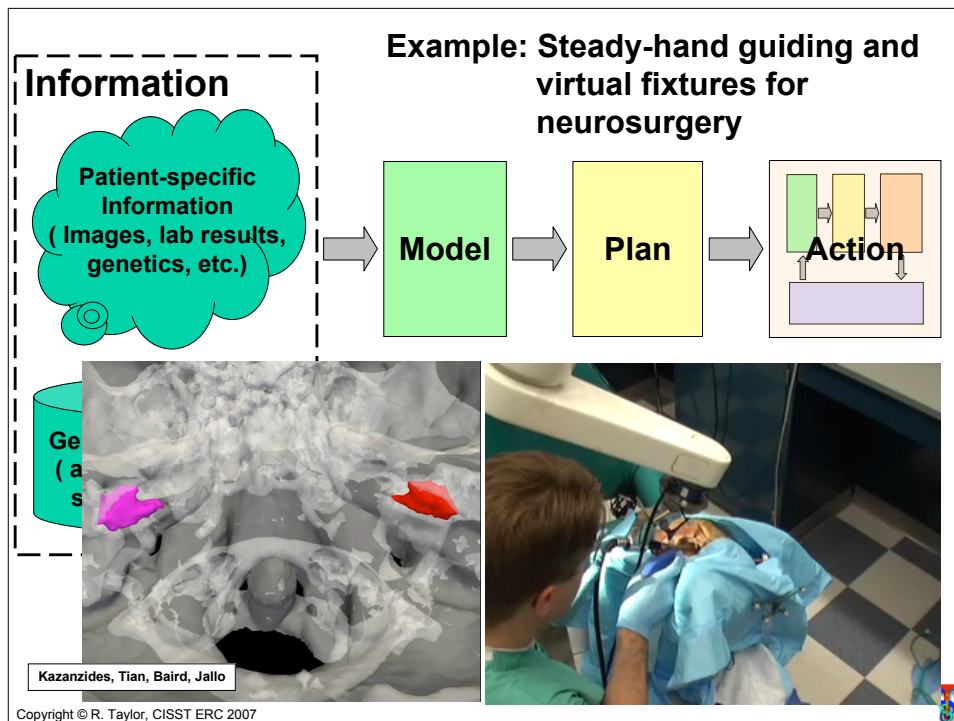 Example: Steady-hand guiding and
virtual fixtures for
neurosurgery
Information
Patient-specific
Information
( Images, lab results,
genetics, etc.)
Model
Plan
Action
Kazanzides, Tian, Baird, Jallo
Copyright © R. Taylor, CISST ERC 2007